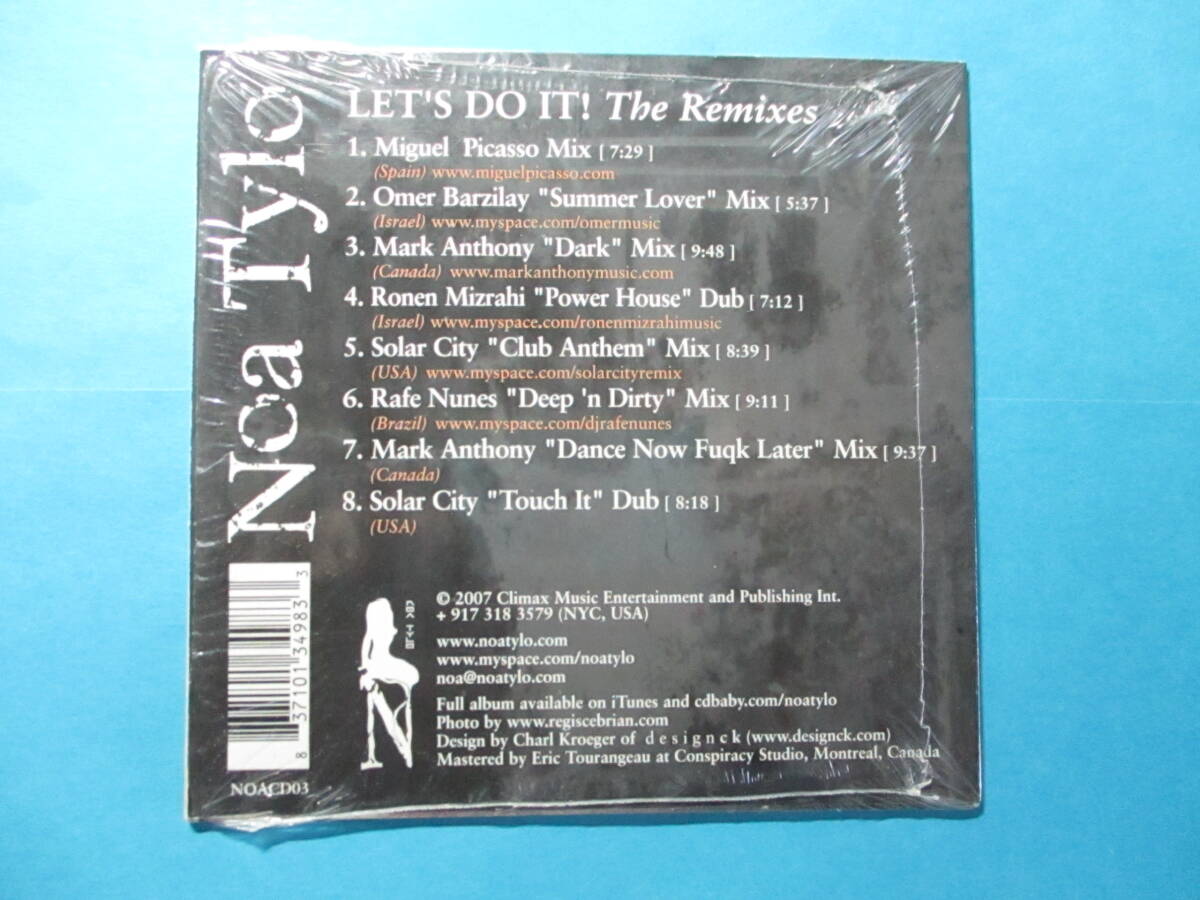 Noa Tylo
LET'S DO IT! The Remixes
1. Miguel Picasso Mix [ 7:29 ]
(Spain) www.miguelpicasso.com
2. Omer Barzilay "Summer Lover" Mix [ 5:37 ]
(Israel) www.myspace.com/omermusic
3. Mark Anthony "Dark" Mix [ 9:48 ]
(Canada) www.markanthonymusic.com
4. Ronen Mizrahi "Power House" Dub [ 7:12 ]
(Israel) www.myspace.com/ronenmizrahimusic
5. Solar City "Club Anthem" Mix [ 8:39 ]
(USA) www.myspace.com/solarcityremix
6. Rafe Nunes "Deep 'n Dirty" Mix [ 9:11 ]
(Brazil) www.myspace.com/djrafenunes
7. Mark Anthony "Dance Now Fuqk Later" Mix [ 9:37 ]
(Canada)
8. Solar City "Touch It" Dub [ 8:18 ]
(USA)
8 37101 34983 3
NOACD03
© 2007 Climax Music Entertainment and Publishing Int.
+ 917 318 3579 (NYC, USA)
www.noatylo.com
www.myspace.com/noatylo
noa@noatylo.com
Full album available on iTunes and cdbaby.com/noatylo
Photo by www.regiscebrian.com
Design by Charl Kroeger of d e s i g n c k (www.designck.com)
Mastered by Eric Tourangeau at Conspiracy Studio, Montreal, Canada